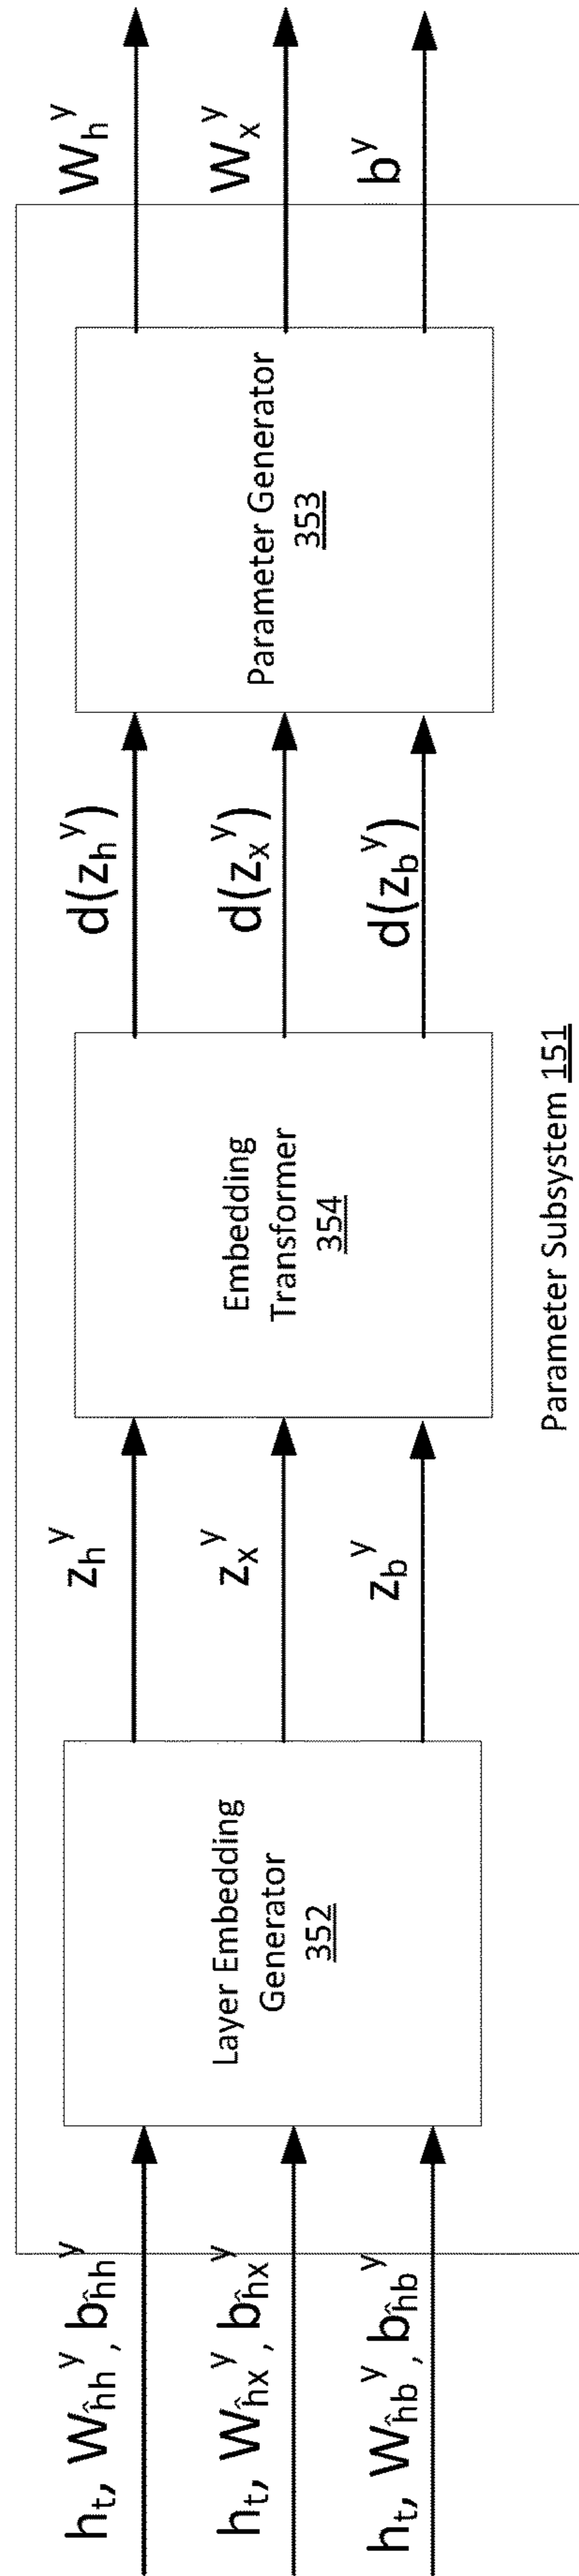 h_t, W_ĥh^y, b_ĥh^y
h_t, W_ĥx^y, b_ĥx^y
h_t, W_ĥb^y, b_ĥb^y
Layer Embedding
Generator
352
z_h^y
z_x^y
z_b^y
Embedding
Transformer
354
d(z_h^y)
d(z_x^y)
d(z_b^y)
Parameter Generator
353
W_h^y
W_x^y
b^y
Parameter Subsystem 151